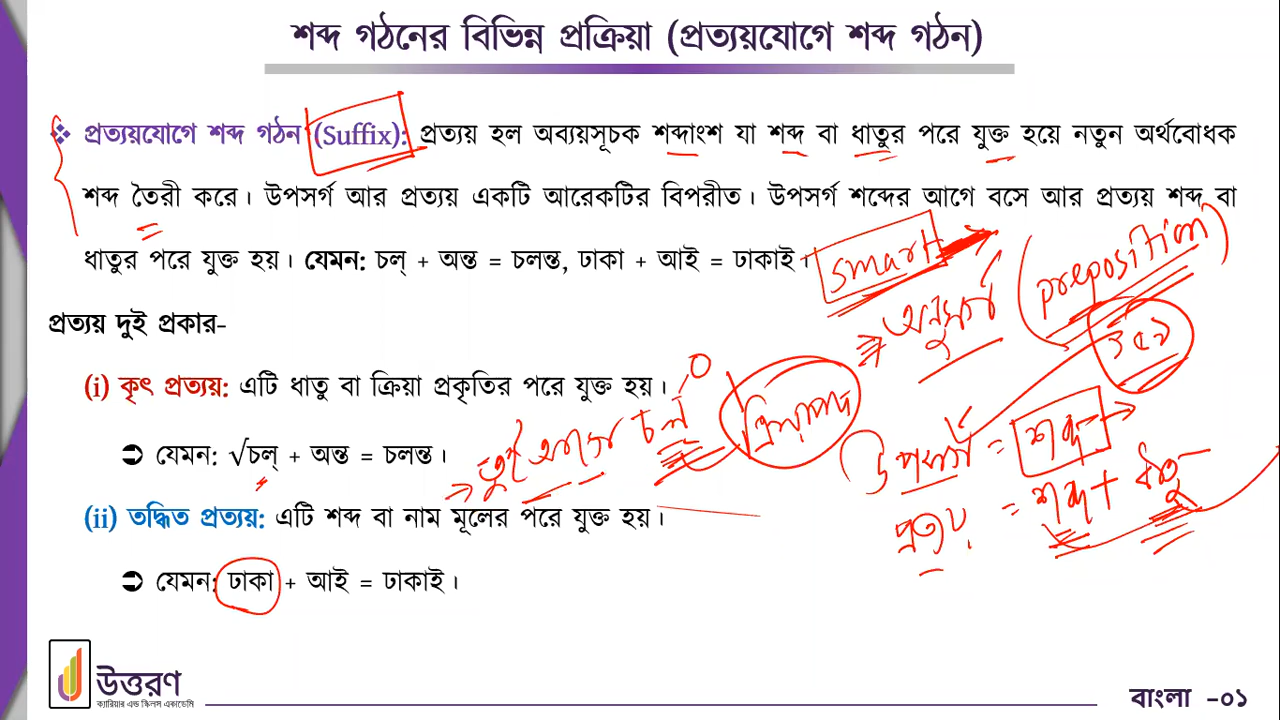 শব্দ গঠনের বিভিন্ন প্রক্রিয়া (প্রত্যয়যোগে শব্দ গঠন)
❖ প্রত্যয়যোগে শব্দ গঠন (Suffix): প্রত্যয় হল অব্যয়সূচক শব্দাংশ যা শব্দ বা ধাতুর পরে যুক্ত হয়ে নতুন অর্থবোধক
শব্দ তৈরী করে। উপসর্গ আর প্রত্যয় একটি আরেকটির বিপরীত। উপসর্গ শব্দের আগে বসে আর প্রত্যয় শব্দ বা
ধাতুর পরে যুক্ত হয়। যেমন: চল্ + অন্ত = চলন্ত, ঢাকা + আই = ঢাকাই।
smart
(preposition)
অনুসর্গ
প্রত্যয় দুই প্রকার-
(i) কৃৎ প্রত্যয়: এটি ধাতু বা ক্রিয়া প্রকৃতির পরে যুক্ত হয়।
ক্রিয়াপদ
উপসর্গ = শব্দ
➲ যেমন: √চল্ + অন্ত = চলন্ত।
তুই আগে চল্
প্রত্যয় = শব্দ + ধাতু
(ii) তদ্ধিত প্রত্যয়: এটি শব্দ বা নাম মূলের পরে যুক্ত হয়।
➲ যেমন: ঢাকা + আই = ঢাকাই।
উত্তরণ
ক্যারিয়ার এন্ড স্কিলস একাডেমি
বাংলা -০১